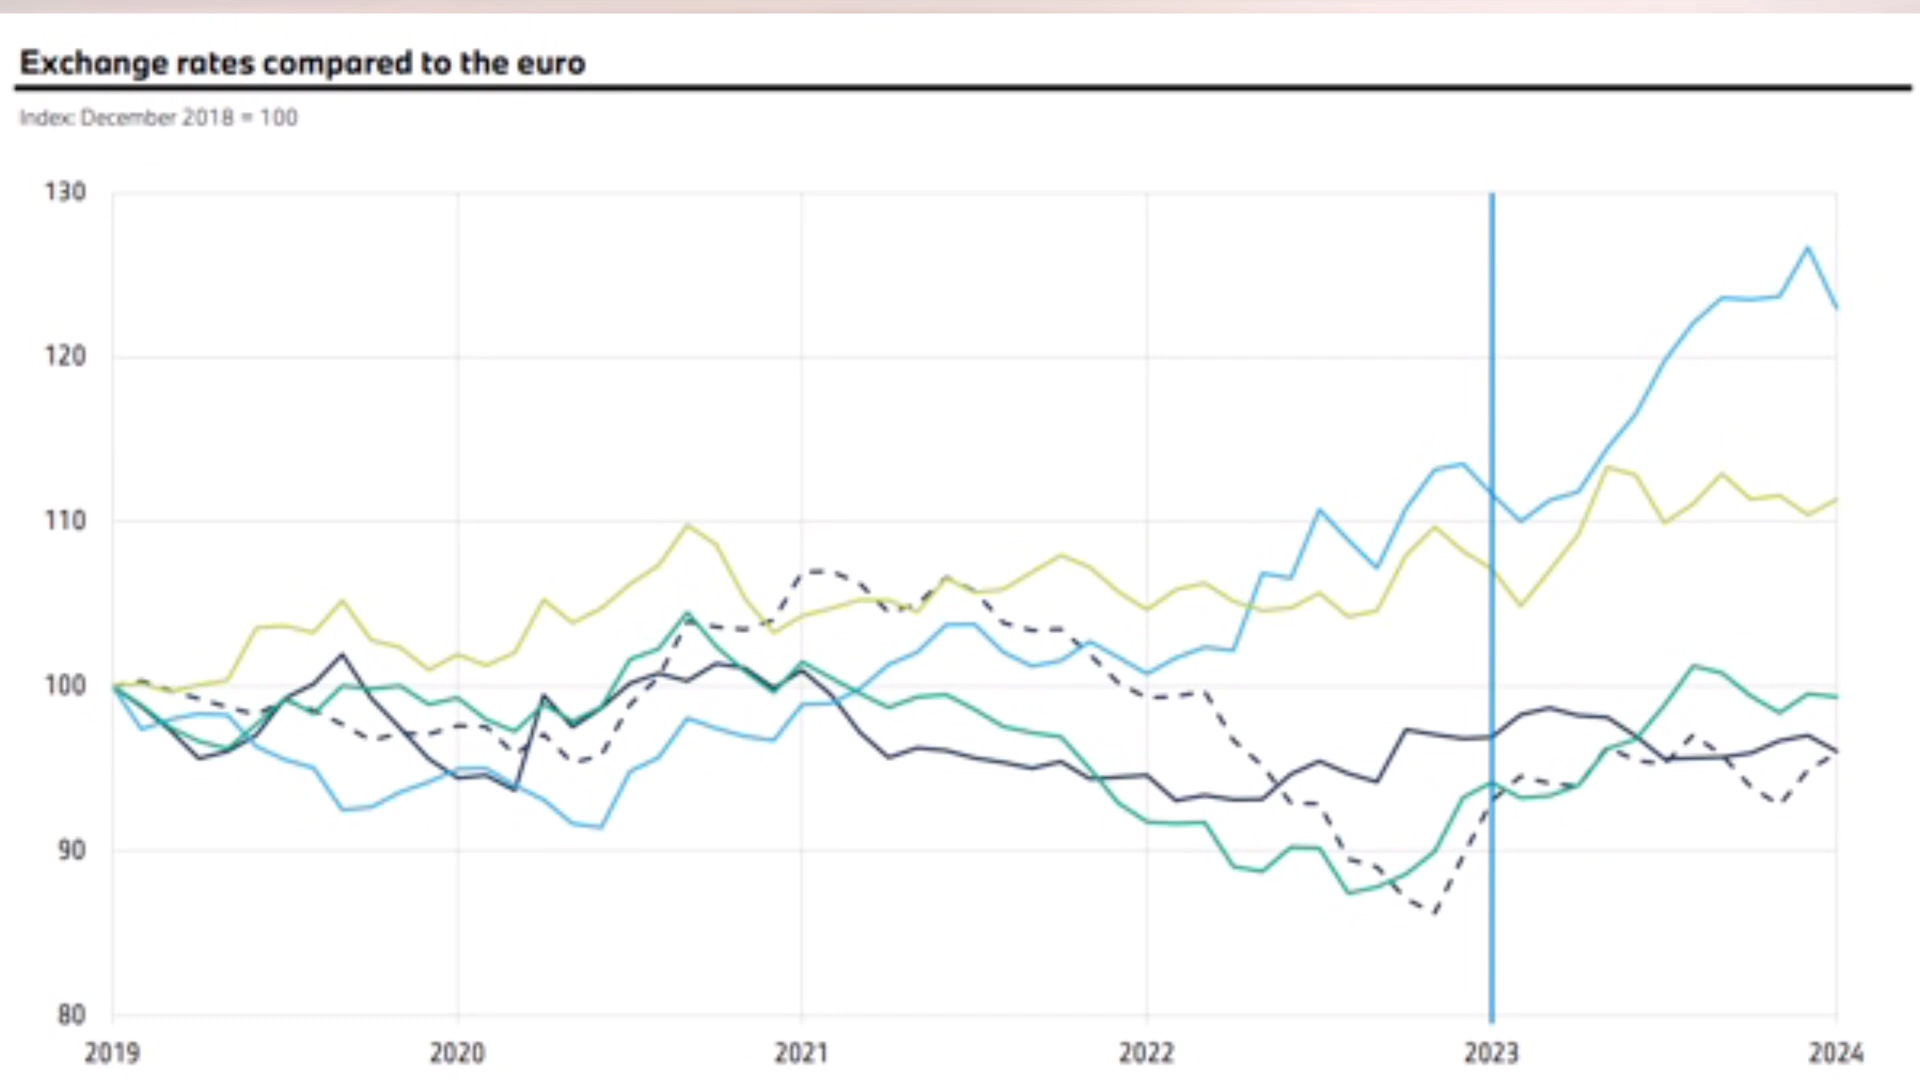 Exchange rates compared to the euro
Index: December 2018 = 100
130
120
110
100
90
80
2019 2020 2021 2022 2023 2024